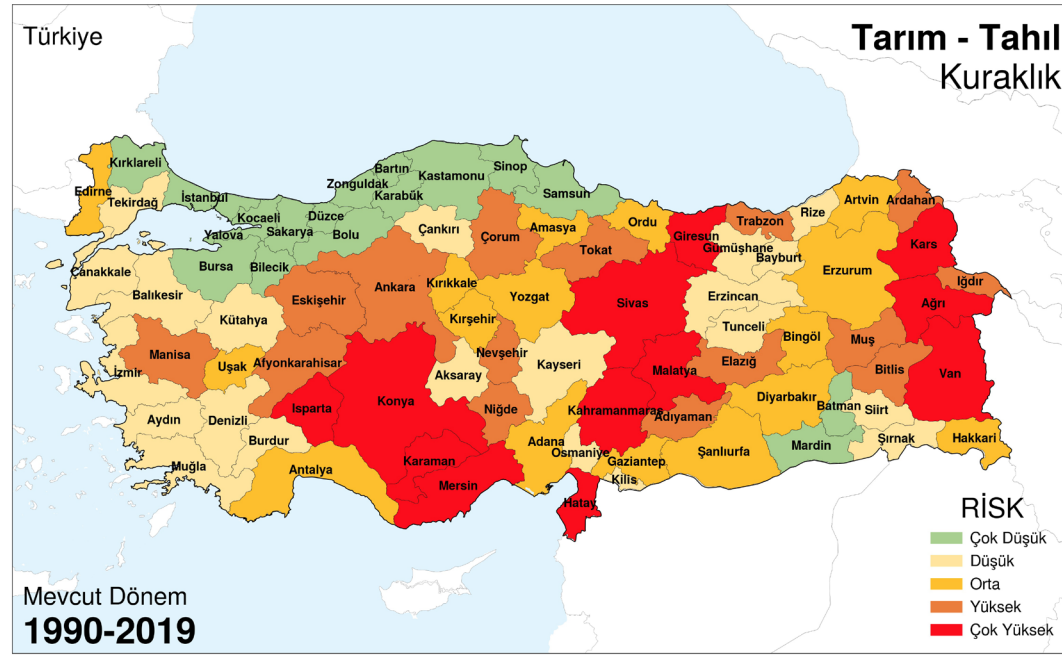 Türkiye
Tarım - Tahıl
Kuraklık
Kırklareli
Edirne
Tekirdağ
İstanbul
Kocaeli
Yalova
Sakarya
Düzce
Bolu
Bursa
Bilecik
Zonguldak
Bartın
Karabük
Kastamonu
Sinop
Samsun
Çankırı
Çorum
Amasya
Tokat
Ordu
Giresun
Gümüşhane
Trabzon
Bayburt
Rize
Artvin
Ardahan
Kars
Iğdır
Ağrı
Erzurum
Erzincan
Tunceli
Bingöl
Muş
Bitlis
Van
Çanakkale
Balıkesir
Kütahya
Eskişehir
Ankara
Kırıkkale
Kırşehir
Yozgat
Sivas
Manisa
İzmir
Uşak
Afyonkarahisar
Konya
Aksaray
Nevşehir
Niğde
Kayseri
Malatya
Elazığ
Kahramanmaraş
Adıyaman
Diyarbakır
Batman
Siirt
Şırnak
Hakkari
Mardin
Şanlıurfa
Aydın
Denizli
Burdur
Isparta
Muğla
Antalya
Karaman
Mersin
Adana
Osmaniye
Gaziantep
Kilis
Hatay
RİSK
Çok Düşük
Düşük
Orta
Yüksek
Çok Yüksek
Mevcut Dönem
1990-2019